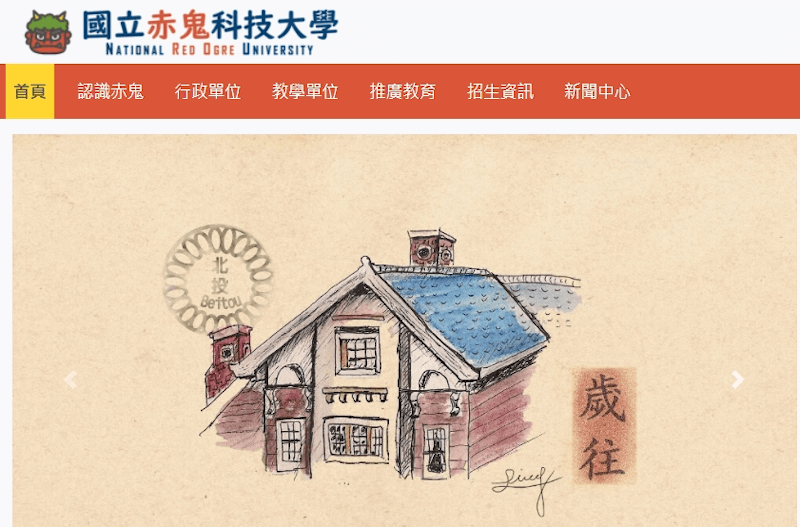 國立赤鬼科技大學
NATIONAL RED OGRE UNIVERSITY
首頁 認識赤鬼 行政單位 教學單位 推廣教育 招生資訊 新聞中心
北
投
Beitou
歲
往